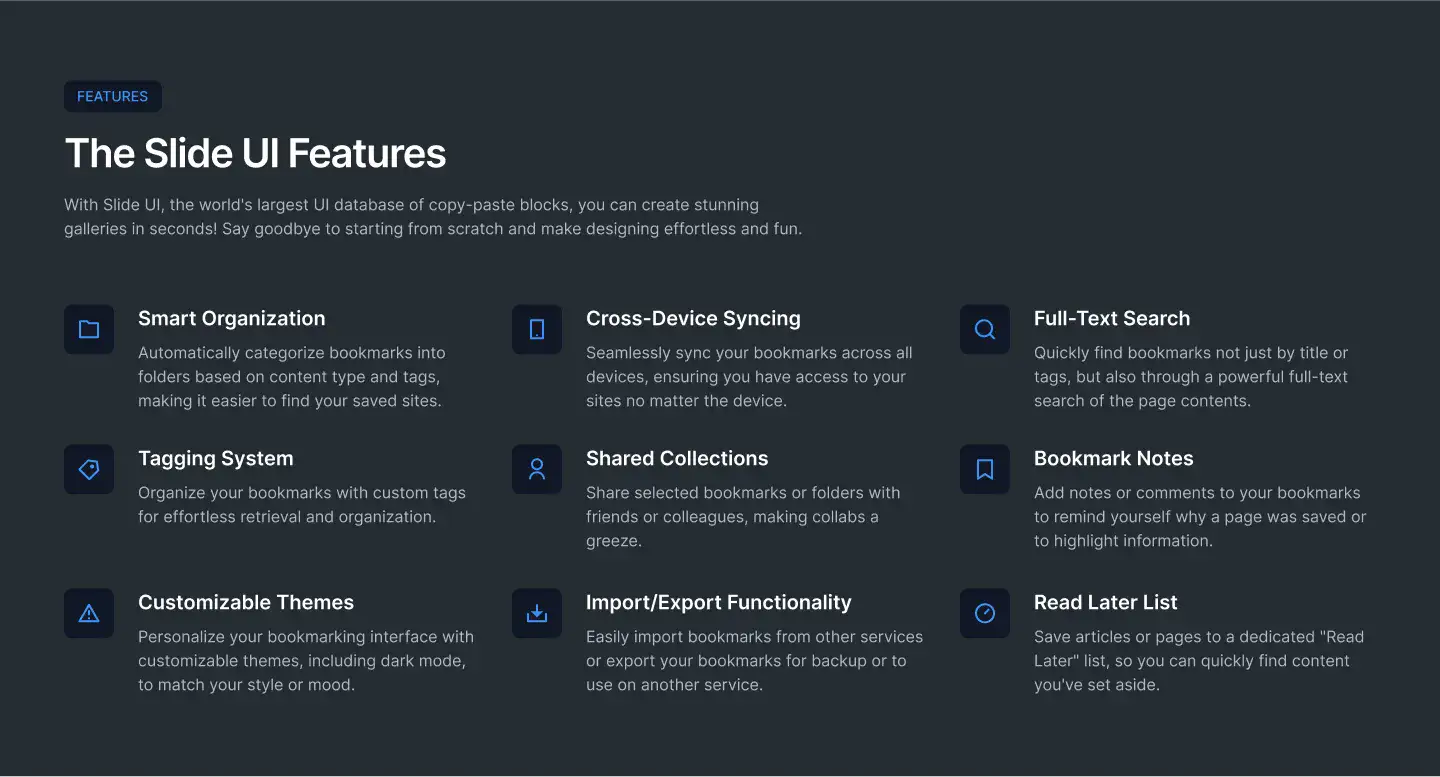 FEATURES
The Slide UI Features
With Slide UI, the world's largest UI database of copy-paste blocks, you can create stunning
galleries in seconds! Say goodbye to starting from scratch and make designing effortless and fun.
Smart Organization
Automatically categorize bookmarks into
folders based on content type and tags,
making it easier to find your saved sites.
Cross-Device Syncing
Seamlessly sync your bookmarks across all
devices, ensuring you have access to your
sites no matter the device.
Full-Text Search
Quickly find bookmarks not just by title or
tags, but also through a powerful full-text
search of the page contents.
Tagging System
Organize your bookmarks with custom tags
for effortless retrieval and organization.
Shared Collections
Share selected bookmarks or folders with
friends or colleagues, making collabs a
greeze.
Bookmark Notes
Add notes or comments to your bookmarks
to remind yourself why a page was saved or
to highlight information.
Customizable Themes
Personalize your bookmarking interface with
customizable themes, including dark mode,
to match your style or mood.
Import/Export Functionality
Easily import bookmarks from other services
or export your bookmarks for backup or to
use on another service.
Read Later List
Save articles or pages to a dedicated "Read
Later" list, so you can quickly find content
you've set aside.